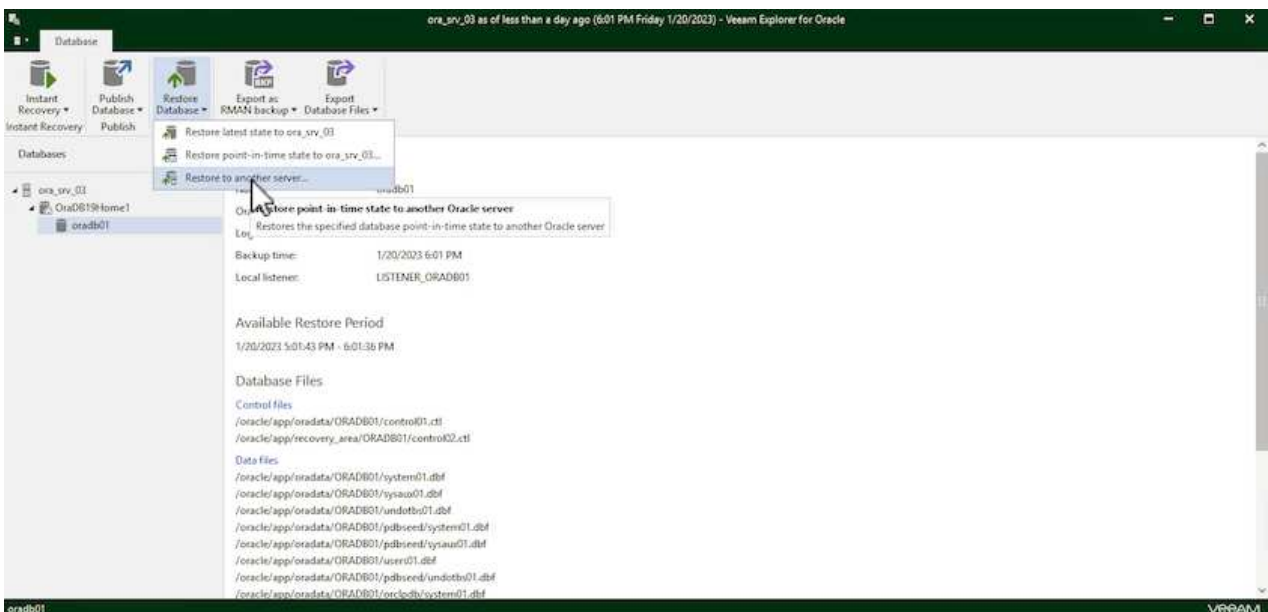 ora_srv_03 as of less than a day ago (6:01 PM Friday 1/20/2023) - Veeam Explorer for Oracle
Database
Instant Recovery
Publish Database
Restore Database
Export as RMAN backup
Export Database Files
Instant Recovery
Publish
Restore latest state to ora_srv_03
Restore point-in-time state to ora_srv_03...
Restore to another server...
Databases
ora_srv_03
OraDB19Home1
oradb01
oradb01
Restore point-in-time state to another Oracle server
Restores the specified database point-in-time state to another Oracle server
Backup time: 1/20/2023 6:01 PM
Local listener: LISTENER_ORADB01
Available Restore Period
1/20/2023 5:01:43 PM - 6:01:36 PM
Database Files
Control files
/oracle/app/oradata/ORADB01/control01.ctl
/oracle/app/recovery_area/ORADB01/control02.ctl
Data files
/oracle/app/oradata/ORADB01/system01.dbf
/oracle/app/oradata/ORADB01/sysaux01.dbf
/oracle/app/oradata/ORADB01/undotbs01.dbf
/oracle/app/oradata/ORADB01/pdbseed/system01.dbf
/oracle/app/oradata/ORADB01/pdbseed/sysaux01.dbf
/oracle/app/oradata/ORADB01/users01.dbf
/oracle/app/oradata/ORADB01/pdbseed/undotbs01.dbf
/oracle/app/oradata/ORADB01/orclpdb/system01.dbf
oradb01
VEEAM